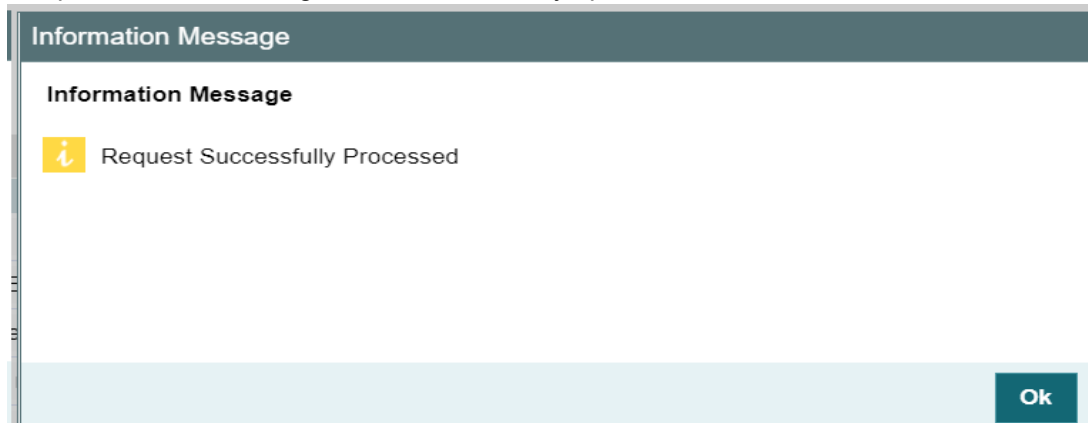 Information Message
Information Message
i Request Successfully Processed
Ok